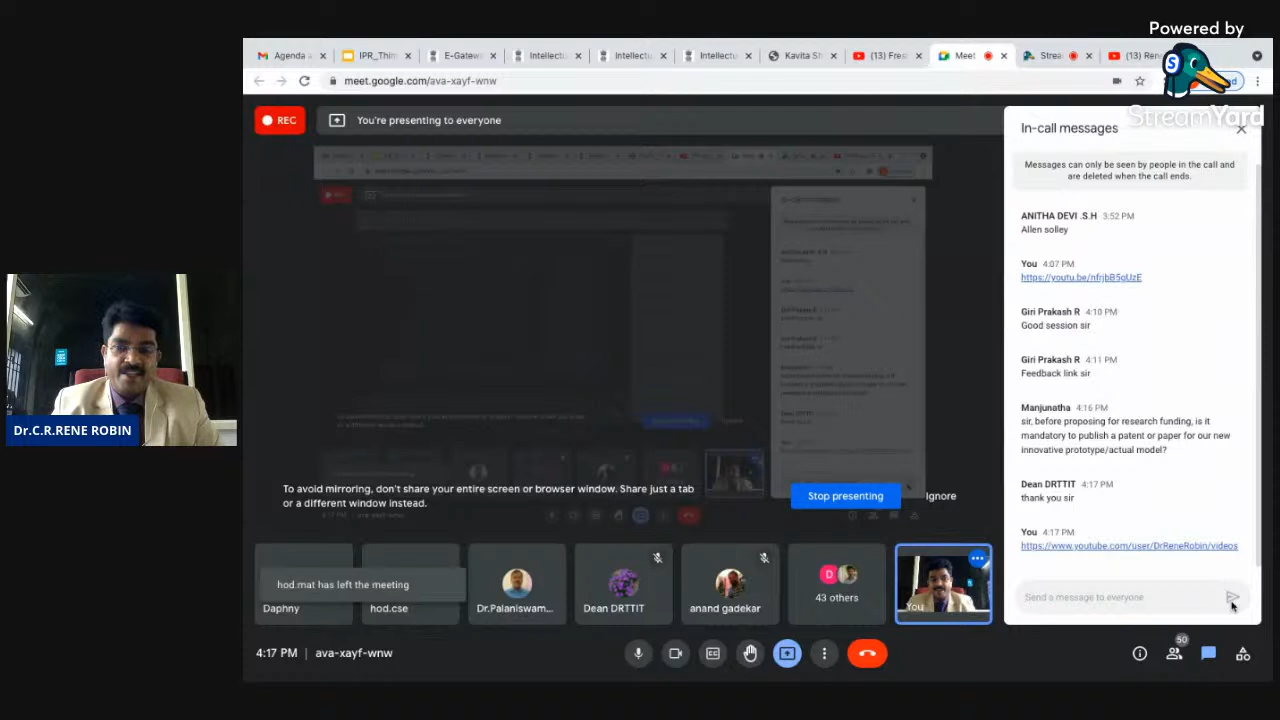 Powered by
StreamYard
Agenda a
IPR_Thin
E-Gatew
Intellectu
Intellectu
Intellectu
Kavita Sh
(13) Fres
Meet
Strea
(13) Ren
meet.google.com/ava-xayf-wnw
REC
You're presenting to everyone
In-call messages
Messages can only be seen by people in the call and
are deleted when the call ends.
ANITHA DEVI .S.H 3:52 PM
Allen solley
You 4:07 PM
https://youtu.be/nfrjbB5gUzE
Giri Prakash R 4:10 PM
Good session sir
Giri Prakash R 4:11 PM
Feedback link sir
Manjunatha 4:16 PM
sir, before proposing for research funding, is it
mandatory to publish a patent or paper for our new
innovative prototype/actual model?
Dean DRTTIT 4:17 PM
thank you sir
You 4:17 PM
https://www.youtube.com/user/DrReneRobin/videos
Send a message to everyone
Dr.C.R.RENE ROBIN
To avoid mirroring, don't share your entire screen or browser window. Share just a tab
or a different window instead.
Stop presenting
Ignore
hod.mat has left the meeting
Daphny
hod.cse
Dr.Palaniswam...
Dean DRTTIT
anand gadekar
D
43 others
You
4:17 PM | ava-xayf-wnw
50